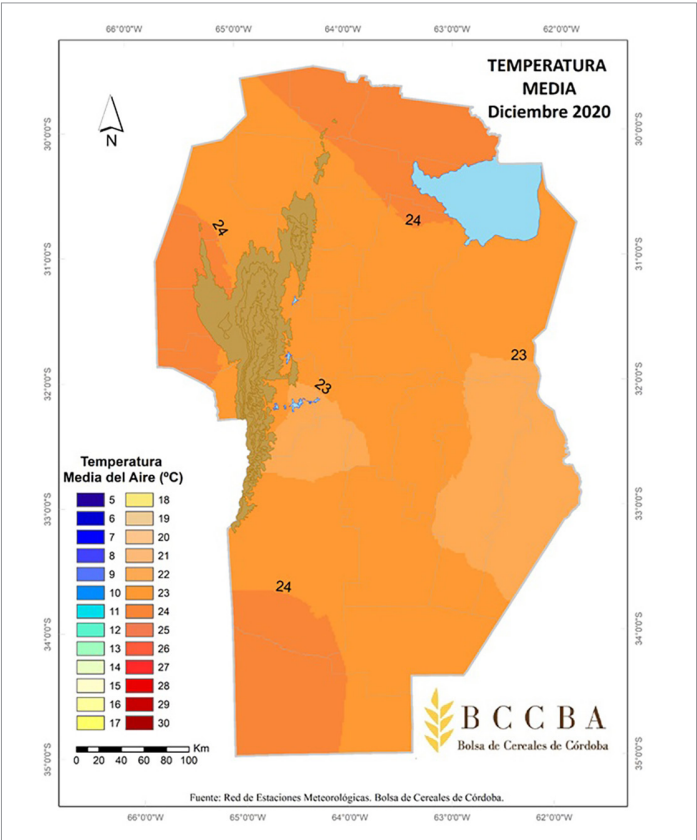 66°0'0"W 65°0'0"W 64°0'0"W 63°0'0"W 62°0'0"W
TEMPERATURA
MEDIA
Diciembre 2020
N
30°0'0"S 30°0'0"S
24
24
31°0'0"S 31°0'0"S
23
23
32°0'0"S 32°0'0"S
33°0'0"S 33°0'0"S
24
34°0'0"S 34°0'0"S
35°0'0"S 35°0'0"S
Temperatura
Media del Aire (ºC)
5 18
6 19
7 20
8 21
9 22
10 23
11 24
12 25
13 26
14 27
15 28
16 29
17 30
Km
0 20 40 60 80 100
BCCBA
Bolsa de Cereales de Córdoba
Fuente: Red de Estaciones Meteorológicas. Bolsa de Cereales de Córdoba.
66°0'0"W 65°0'0"W 64°0'0"W 63°0'0"W 62°0'0"W